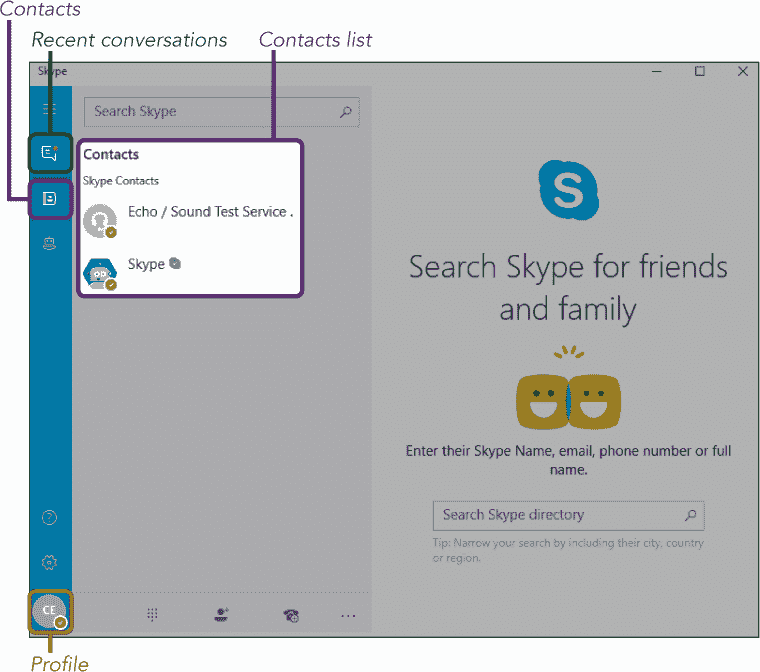 Contacts
Recent conversations
Contacts list
Skype
Search Skype
Contacts
Skype Contacts
Echo / Sound Test Service .
Skype
S
Search Skype for friends
and family
Enter their Skype Name, email, phone number or full
name.
Search Skype directory
Tip: Narrow your search by including their city, country
or region.
?
CE
Profile